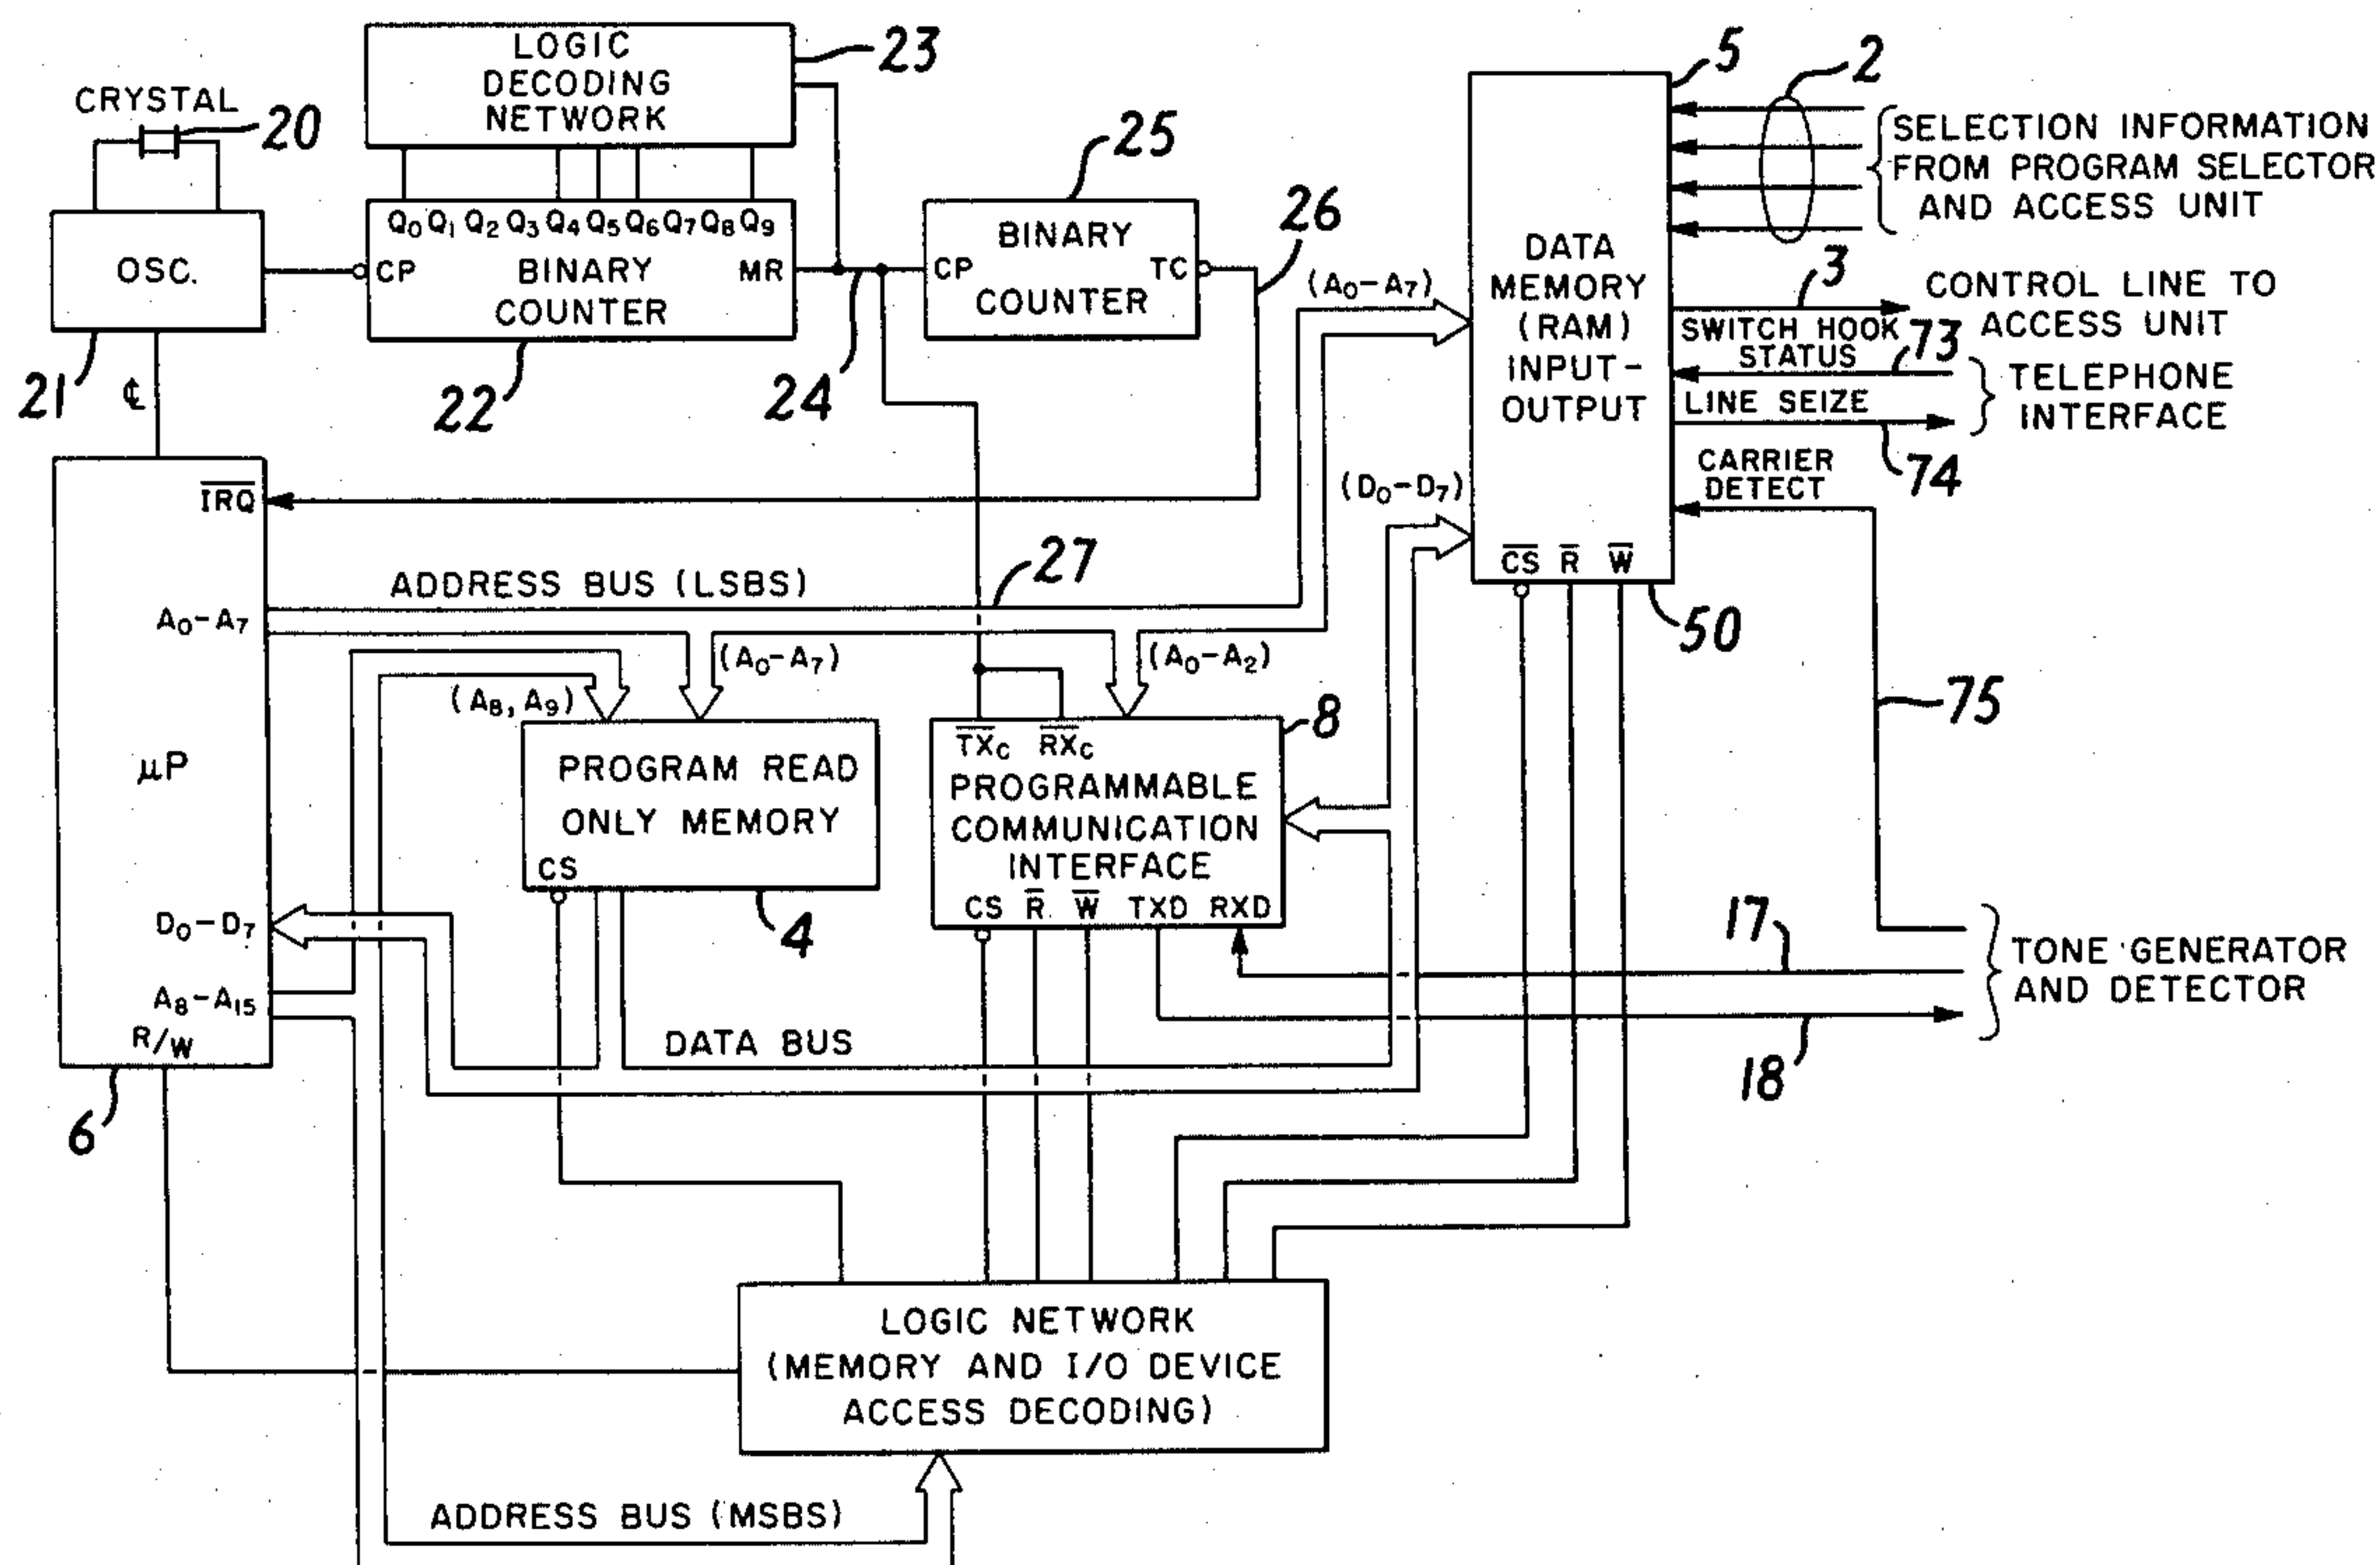 LOGIC
DECODING
NETWORK
23
5
2
CRYSTAL
20
25
26
SELECTION INFORMATION
FROM PROGRAM SELECTOR
AND ACCESS UNIT
Q0 Q1 Q2 Q3 Q4 Q5 Q6 Q7 Q8 Q9
OSC.
CP
BINARY
COUNTER
MR
CP
BINARY
COUNTER
TC
(A0-A7)
DATA
MEMORY
(RAM)
INPUT-
OUTPUT
3
CONTROL LINE TO
ACCESS UNIT
SWITCH HOOK
STATUS
73
LINE SEIZE
TELEPHONE
INTERFACE
21
¢
22
24
74
CARRIER
DETECT
IRQ
(D0-D7)
CS R W
50
27
ADDRESS BUS (LSBS)
A0-A7
(A0-A7)
(A0-A2)
(A8, A9)
75
8
μP
PROGRAM READ
ONLY MEMORY
CS
4
TXC RXC
PROGRAMMABLE
COMMUNICATION
INTERFACE
CS R W TXD RXD
D0-D7
17
TONE GENERATOR
AND DETECTOR
A8-A15
R/W
DATA BUS
18
6
LOGIC NETWORK
(MEMORY AND I/O DEVICE
ACCESS DECODING)
ADDRESS BUS (MSBS)